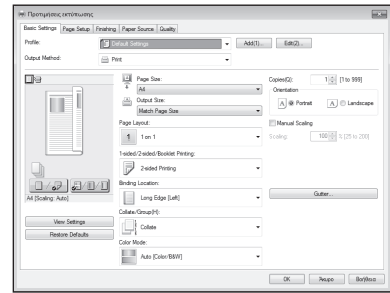 Προτιμήσεις εκτύπωσης
Basic Settings Page Setup Finishing Paper Source Quality
Profile: Default Settings Add(1)... Edit(2)...
Output Method: Print
Page Size: Copies(Q): 1 [1 to 999]
A4 Orientation
Output Size: A Portrait A Landscape
Match Page Size
Page Layout: Manual Scaling
1 1 on 1 Scaling: 100 % [25 to 200]
1-sided/2-sided/Booklet Printing:
2-sided Printing
Binding Location:
Long Edge [Left] Gutter...
A4 [Scaling: Auto]
Collate/Group(H):
View Settings Collate
Restore Defaults
Color Mode:
Auto [Color/B&W]
OK Άκυρο Βοήθεια